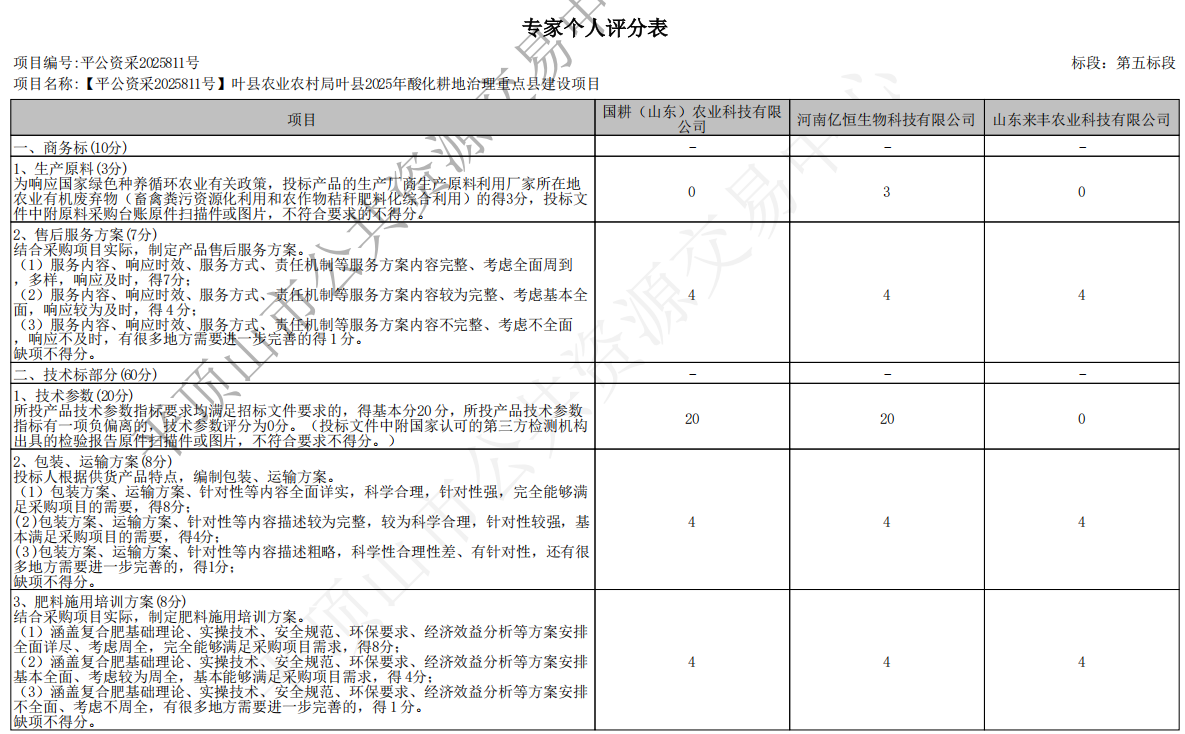 专家个人评分表
项目编号:平公资采2025811号
标段: 第五标段
项目名称:【平公资采2025811号】叶县农业农村局叶县2025年酸化耕地治理重点县建设项目
项目
国耕（山东）农业科技有限
公司
河南亿恒生物科技有限公司
山东来丰农业科技有限公司
一、商务标(10分)
-
-
-
1、生产原料(3分)
为响应国家绿色种养循环农业有关政策，投标产品的生产厂商生产原料利用厂家所在地
农业有机废弃物（畜禽粪污资源化利用和农作物秸秆肥料化综合利用）的得3分，投标文
件中附原料采购台账原件扫描件或图片，不符合要求的不得分。
0
3
0
2、售后服务方案(7分)
结合采购项目实际，制定产品售后服务方案。
（1）服务内容、响应时效、服务方式、责任机制等服务方案内容完整、考虑全面周到
，多样，响应及时，得7分；
（2）服务内容、响应时效、服务方式、责任机制等服务方案内容较为完整、考虑基本全
面，响应较为及时，得 4 分；
（3）服务内容、响应时效、服务方式、责任机制等服务方案内容不完整、考虑不全面
，响应不及时，有很多地方需要进一步完善的得 1 分。
缺项不得分。
4
4
4
二、技术标部分(60分)
-
-
-
1、技术参数(20分)
所投产品技术参数指标要求均满足招标文件要求的，得基本分20 分，所投产品技术参数
指标有一项负偏离的，技术参数评分为0分。（投标文件中附国家认可的第三方检测机构
出具的检验报告原件扫描件或图片，不符合要求不得分。）
20
20
0
2、包装、运输方案(8分)
投标人根据供货产品特点，编制包装、运输方案。
（1）包装方案、运输方案、针对性等内容全面详实，科学合理，针对性强，完全能够满
足采购项目的需要，得8分；
(2)包装方案、运输方案、针对性等内容描述较为完整，较为科学合理，针对性较强，基
本满足采购项目的需要，得4分；
(3)包装方案、运输方案、针对性等内容描述粗略，科学性合理性差、有针对性，还有很
多地方需要进一步完善的，得1分；
缺项不得分。
4
4
4
3、肥料施用培训方案(8分)
结合采购项目实际，制定肥料施用培训方案。
（1）涵盖复合肥基础理论、实操技术、安全规范、环保要求、经济效益分析等方案安排
全面详尽、考虑周全，完全能够满足采购项目需求，得8分；
（2）涵盖复合肥基础理论、实操技术、安全规范、环保要求、经济效益分析等方案安排
基本全面、考虑较为周全，基本能够满足采购项目需求，得 4分；
（3）涵盖复合肥基础理论、实操技术、安全规范、环保要求、经济效益分析等方案安排
不全面、考虑不周全，有很多地方需要进一步完善的，得 1 分。
缺项不得分。
4
4
4
平顶山市公共资源交易中
顶山市公共资源交易中心